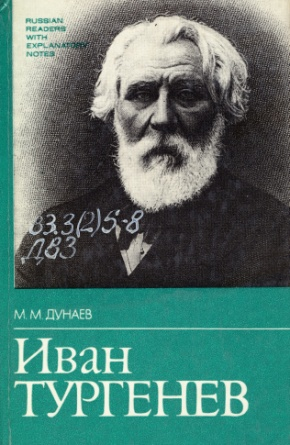 RUSSIAN
READERS
WITH
EXPLANATORY
NOTES
83.3(2)5-8
Д83
М. М. ДУНАЕВ
Иван
ТУРГЕНЕВ